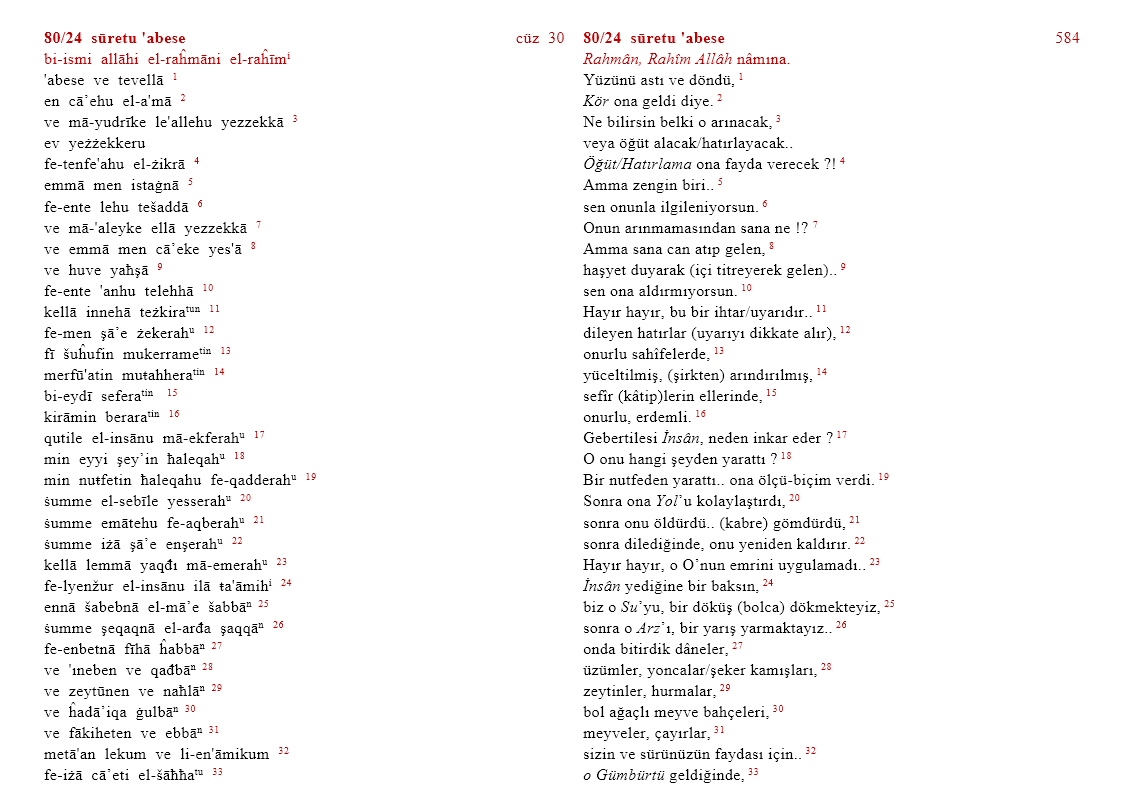 80/24 sūretu 'abese cüz 30
bi-ismi allāhi el-raĥmāni el-raĥīmⁱ
'abese ve tevellā 1
en cā’ehu el-a'mā 2
ve mā-yudrīke le'allehu yezzekkā 3
ev yeżżekkeru
fe-tenfe'ahu el-żikrā 4
emmā men istaġnā 5
fe-ente lehu tešaddā 6
ve mā-'aleyke ellā yezzekkā 7
ve emmā men cā’eke yes'ā 8
ve huve yaħşā 9
fe-ente 'anhu telehhā 10
kellā innehā teżkiraᵗᵘⁿ 11
fe-men şā’e żekerahᵘ 12
fī šuĥufin mukerrameᵗⁱⁿ 13
merfū'atin muŧahheraᵗⁱⁿ 14
bi-eydī seferaᵗⁱⁿ 15
kirāmin beraraᵗⁱⁿ 16
qutile el-insānu mā-ekferahᵘ 17
min eyyi şey’in ħaleqahᵘ 18
min nuŧfetin ħaleqahu fe-qadderahᵘ 19
ṡumme el-sebīle yesserahᵘ 20
ṡumme emātehu fe-aqberahᵘ 21
ṡumme iżā şā’e enşerahᵘ 22
kellā lemmā yaqđı mā-emerahᵘ 23
fe-lyenžur el-insānu ilā ŧa'āmihⁱ 24
ennā šabebnā el-mā’e šabbāⁿ 25
ṡumme şeqaqnā el-arđa şaqqāⁿ 26
fe-enbetnā fīhā ĥabbāⁿ 27
ve 'ıneben ve qađbāⁿ 28
ve zeytūnen ve naħlāⁿ 29
ve ĥadā’iqa ġulbāⁿ 30
ve fākiheten ve ebbāⁿ 31
metā'an lekum ve li-en'āmikum 32
fe-iżā cā’eti el-šāħħaᵗᵘ 33
80/24 sūretu 'abese 584
Rahmân, Rahîm Allâh nâmına.
Yüzünü astı ve döndü, 1
Kör ona geldi diye. 2
Ne bilirsin belki o arınacak, 3
veya öğüt alacak/hatırlayacak..
Öğüt/Hatırlama ona fayda verecek ?! 4
Amma zengin biri.. 5
sen onunla ilgileniyorsun. 6
Onun arınmamasından sana ne !? 7
Amma sana can atıp gelen, 8
haşyet duyarak (içi titreyerek gelen).. 9
sen ona aldırmıyorsun. 10
Hayır hayır, bu bir ihtar/uyarıdır.. 11
dileyen hatırlar (uyarıyı dikkate alır), 12
onurlu sahîfelerde, 13
yüceltilmiş, (şirkten) arındırılmış, 14
sefîr (kâtip)lerin ellerinde, 15
onurlu, erdemli. 16
Gebertilesi İnsân, neden inkar eder ? 17
O onu hangi şeyden yarattı ? 18
Bir nutfeden yarattı.. ona ölçü-biçim verdi. 19
Sonra ona Yol’u kolaylaştırdı, 20
sonra onu öldürdü.. (kabre) gömdürdü, 21
sonra dilediğinde, onu yeniden kaldırır. 22
Hayır hayır, o O’nun emrini uygulamadı.. 23
İnsân yediğine bir baksın, 24
biz o Su’yu, bir döküş (bolca) dökmekteyiz, 25
sonra o Arz’ı, bir yarış yarmaktayız.. 26
onda bitirdik dâneler, 27
üzümler, yoncalar/şeker kamışları, 28
zeytinler, hurmalar, 29
bol ağaçlı meyve bahçeleri, 30
meyveler, çayırlar, 31
sizin ve sürünüzün faydası için.. 32
o Gümbürtü geldiğinde, 33